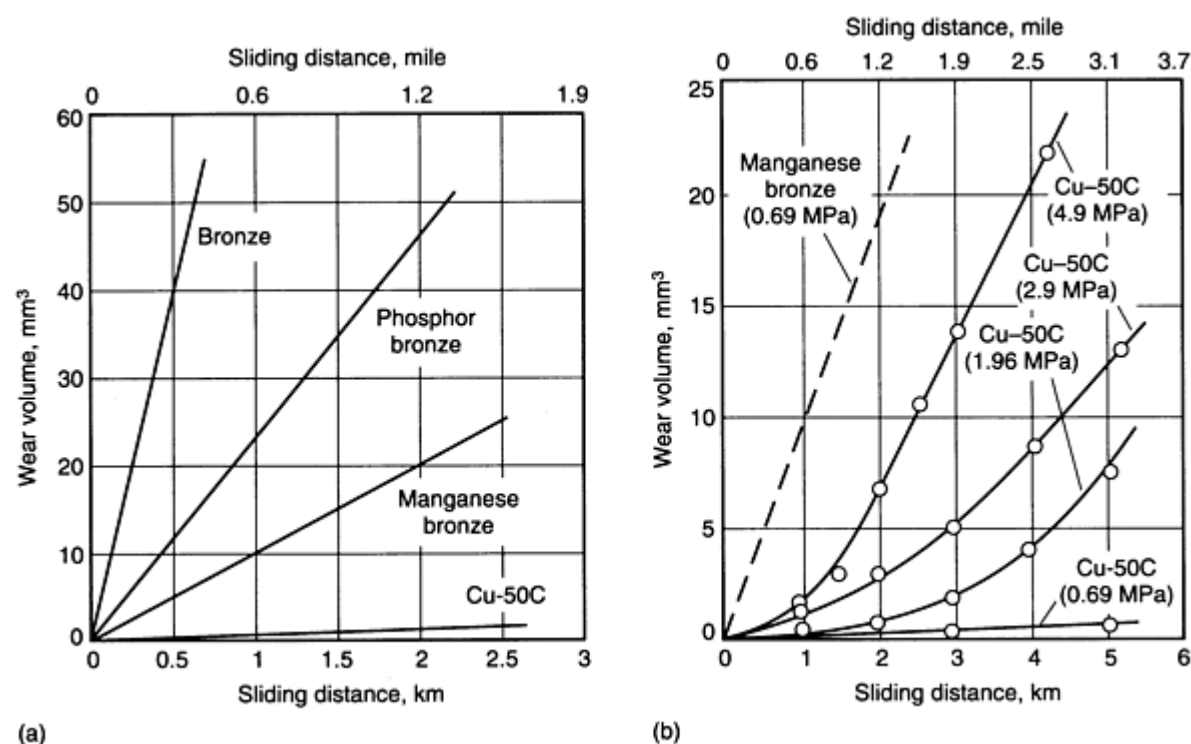 Sliding distance, mile
0 0.6 1.2 1.9
60
50
40
30
20
10
0
Wear volume, mm³
Bronze
Phosphor
bronze
Manganese
bronze
Cu-50C
0 0.5 1 1.5 2 2.5 3
Sliding distance, km
(a)
Sliding distance, mile
0 0.6 1.2 1.9 2.5 3.1 3.7
25
20
15
10
5
0
Wear volume, mm³
Manganese
bronze
(0.69 MPa)
Cu–50C
(4.9 MPa)
Cu–50C
(2.9 MPa)
Cu–50C
(1.96 MPa)
Cu-50C
(0.69 MPa)
0 1 2 3 4 5 6
Sliding distance, km
(b)